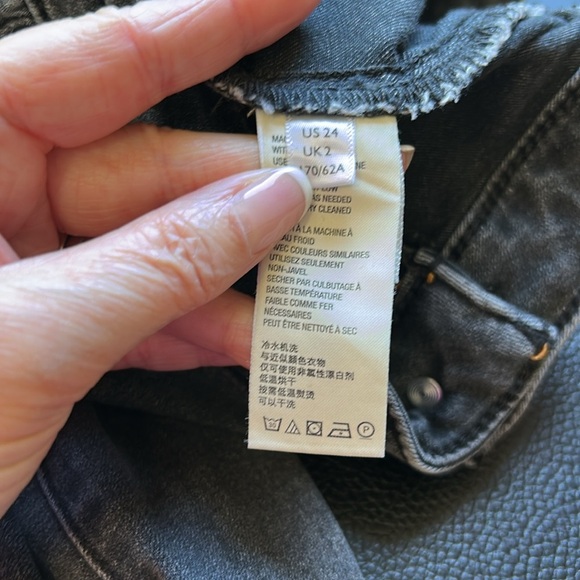 US 24
UK 2
170/62A
AS NEEDED
MY CLEANED
À LA MACHINE À
AU FROID
AVEC COULEURS SIMILAIRES
UTILISEZ SEULEMENT
NON-JAVEL
SECHER PAR CULBUTAGE À
BASSE TEMPÉRATURE
FAIBLE COMME FER
NÉCESSAIRES
PEUT ÊTRE NETTOYÉ À SEC
冷水机洗
与近似颜色衣物
仅可使用非氯性漂白剂
低温烘干
按需低温熨烫
可以干洗
30
P